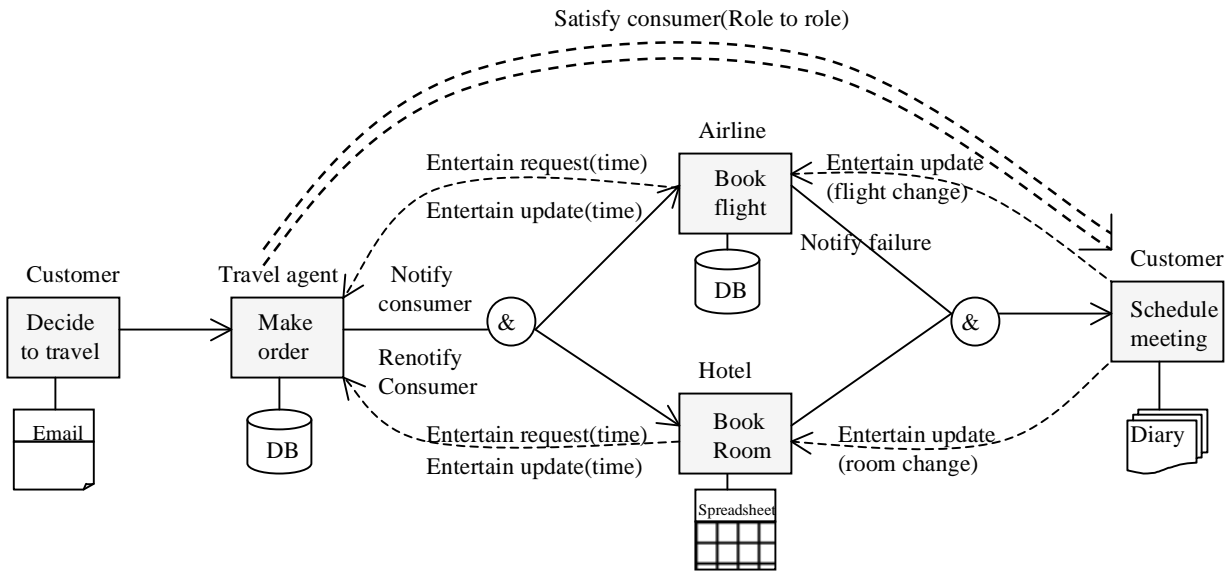 Satisfy consumer(Role to role)
Airline
Entertain request(time)
Entertain update(time)
Book
flight
DB
Entertain update
(flight change)
Notify failure
Customer
Decide
to travel
Email
Travel agent
Make
order
DB
Notify
consumer
&
Renotify
Consumer
&
Customer
Schedule
meeting
Diary
Hotel
Book
Room
Spreadsheet
Entertain request(time)
Entertain update(time)
Entertain update
(room change)